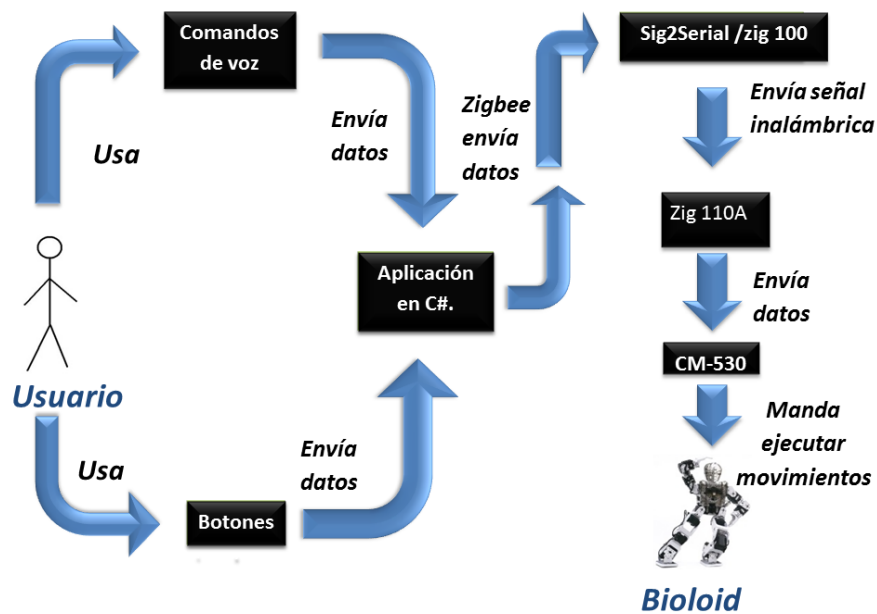 Comandos
de voz
Sig2Serial /zig 100
Envía
datos
Zigbee
envía
datos
Envía señal
inalámbrica
Usa
Zig 110A
Aplicación
en C#.
Envía
datos
CM-530
Usuario
Usa
Envía
datos
Manda
ejecutar
movimientos
Botones
Bioloid